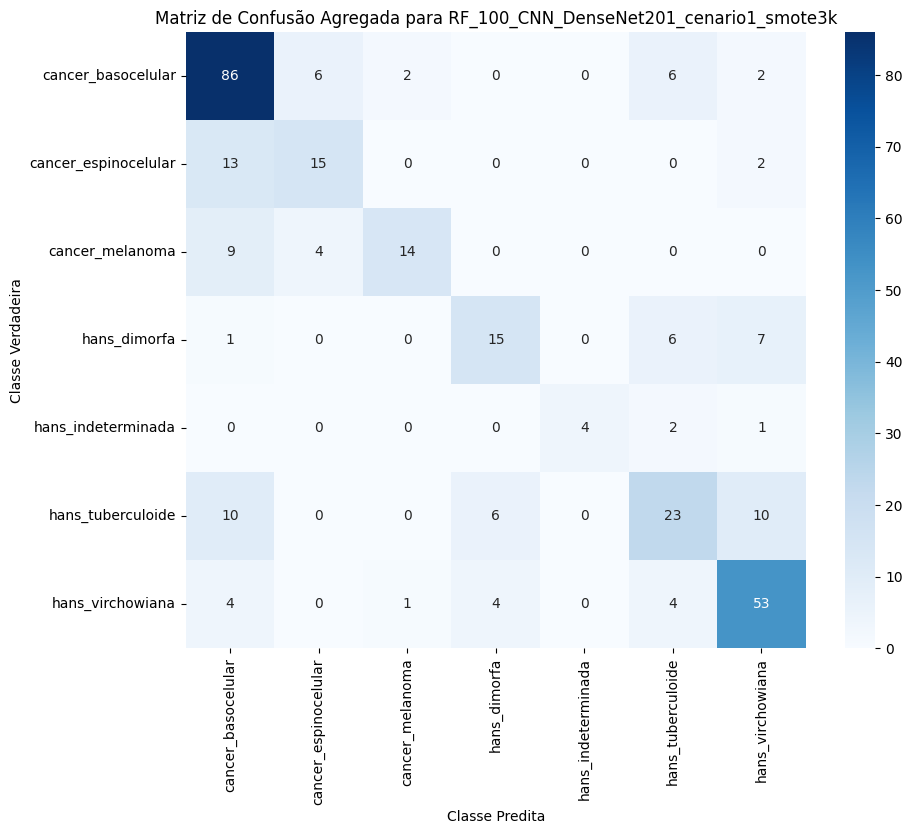 Matriz de Confusão Agregada para RF_100_CNN_DenseNet201_cenario1_smote3k
Classe Verdadeira
cancer_basocelular 86 6 2 0 0 6 2
cancer_espinocelular 13 15 0 0 0 0 2
cancer_melanoma 9 4 14 0 0 0 0
hans_dimorfa 1 0 0 15 0 6 7
hans_indeterminada 0 0 0 0 4 2 1
hans_tuberculoide 10 0 0 6 0 23 10
hans_virchowiana 4 0 1 4 0 4 53
cancer_basocelular
cancer_espinocelular
cancer_melanoma
hans_dimorfa
hans_indeterminada
hans_tuberculoide
hans_virchowiana
Classe Predita
80
70
60
50
40
30
20
10
0